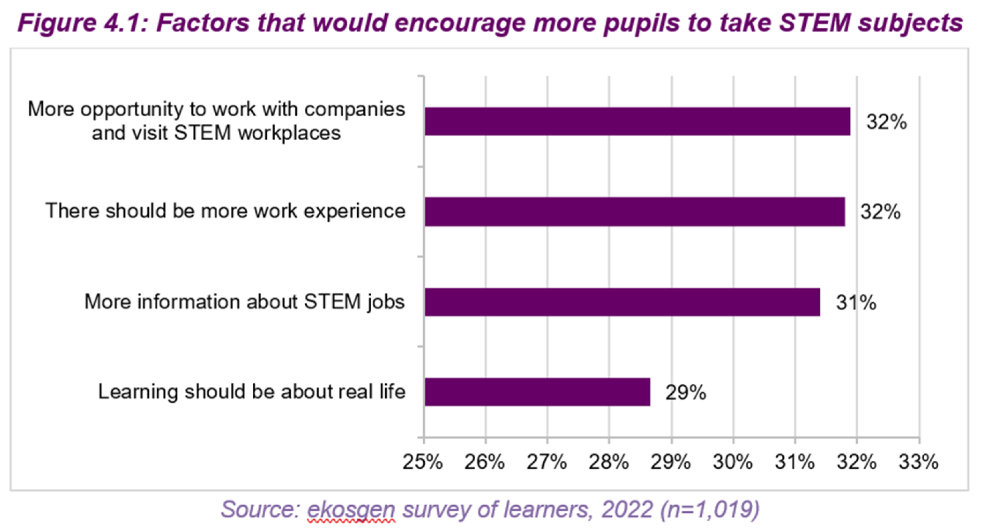 Figure 4.1: Factors that would encourage more pupils to take STEM subjects
More opportunity to work with companies
and visit STEM workplaces
32%
There should be more work experience
32%
More information about STEM jobs
31%
Learning should be about real life
29%
25% 26% 27% 28% 29% 30% 31% 32% 33%
Source: ekosgen survey of learners, 2022 (n=1,019)